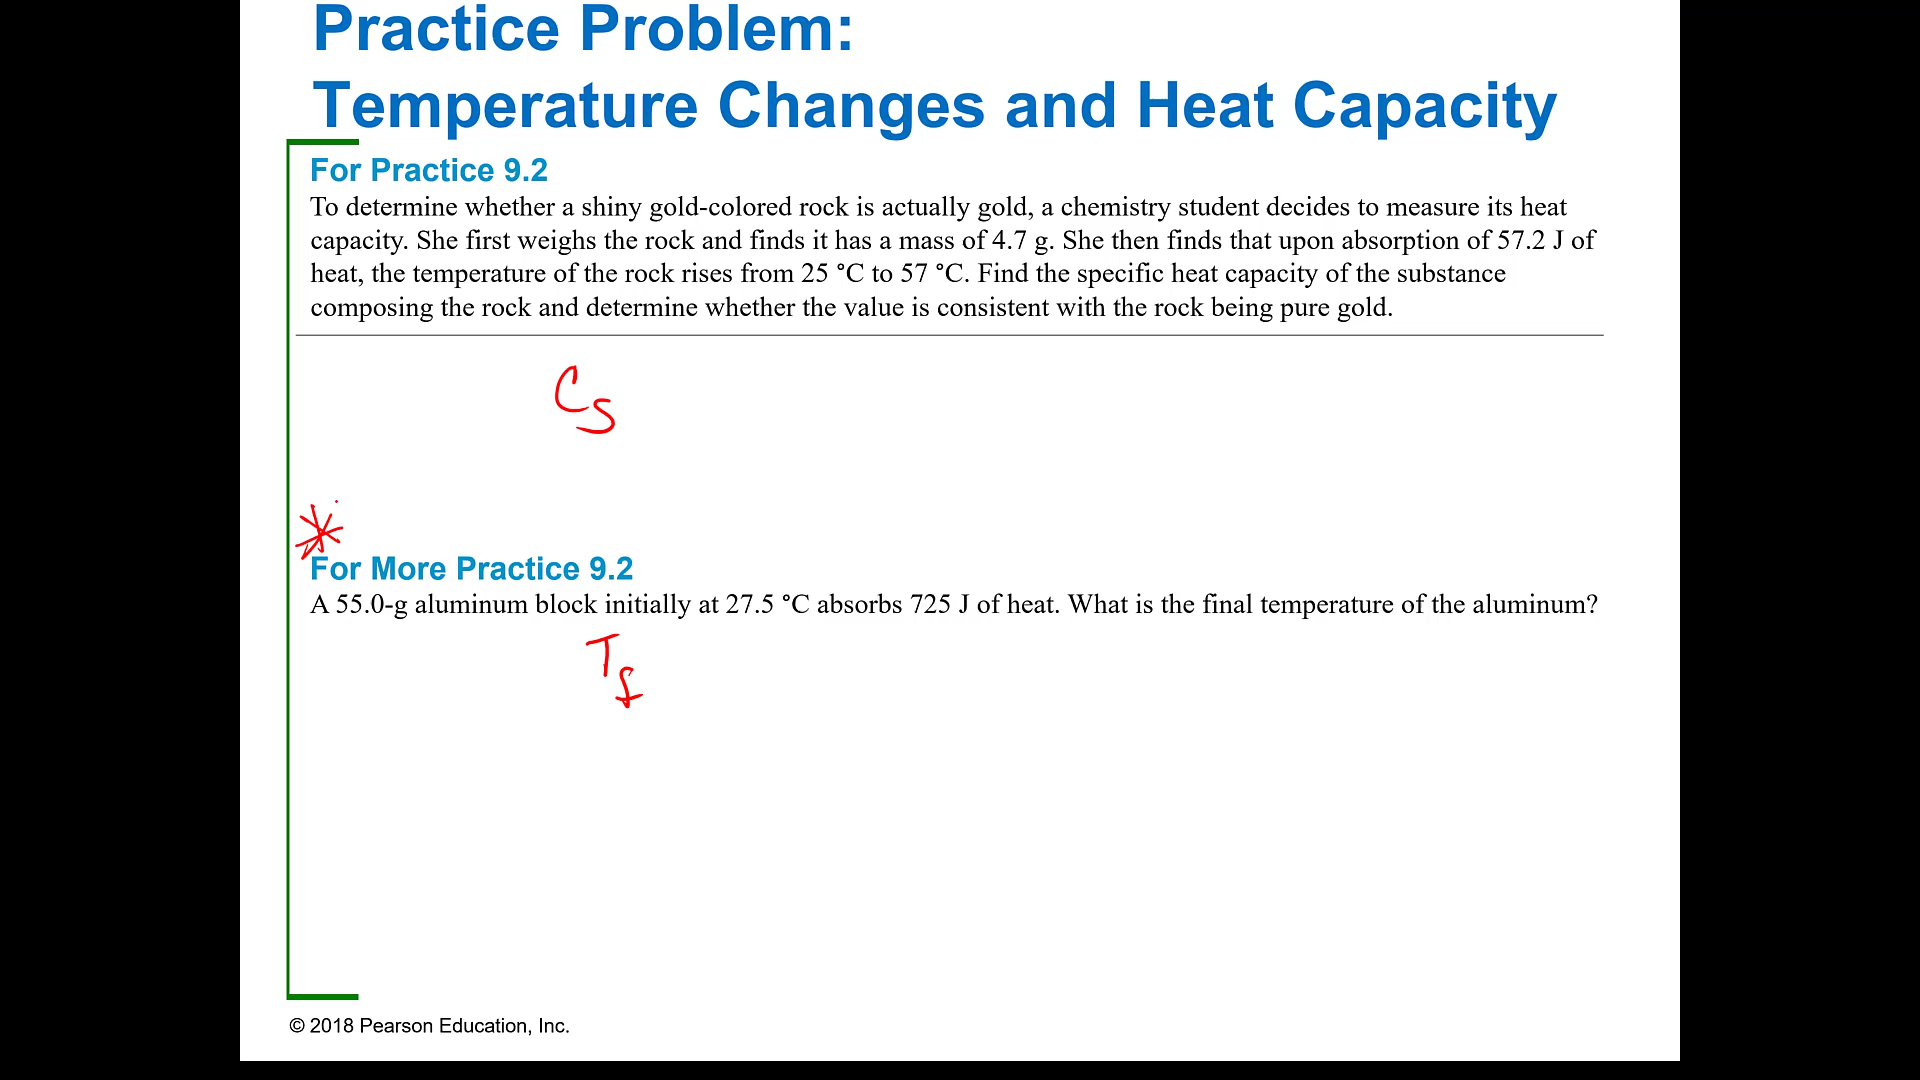 Practice Problem:
Temperature Changes and Heat Capacity
For Practice 9.2
To determine whether a shiny gold-colored rock is actually gold, a chemistry student decides to measure its heat
capacity. She first weighs the rock and finds it has a mass of 4.7 g. She then finds that upon absorption of 57.2 J of
heat, the temperature of the rock rises from 25 °C to 57 °C. Find the specific heat capacity of the substance
composing the rock and determine whether the value is consistent with the rock being pure gold.
Cs
*
For More Practice 9.2
A 55.0-g aluminum block initially at 27.5 °C absorbs 725 J of heat. What is the final temperature of the aluminum?
Tf
© 2018 Pearson Education, Inc.